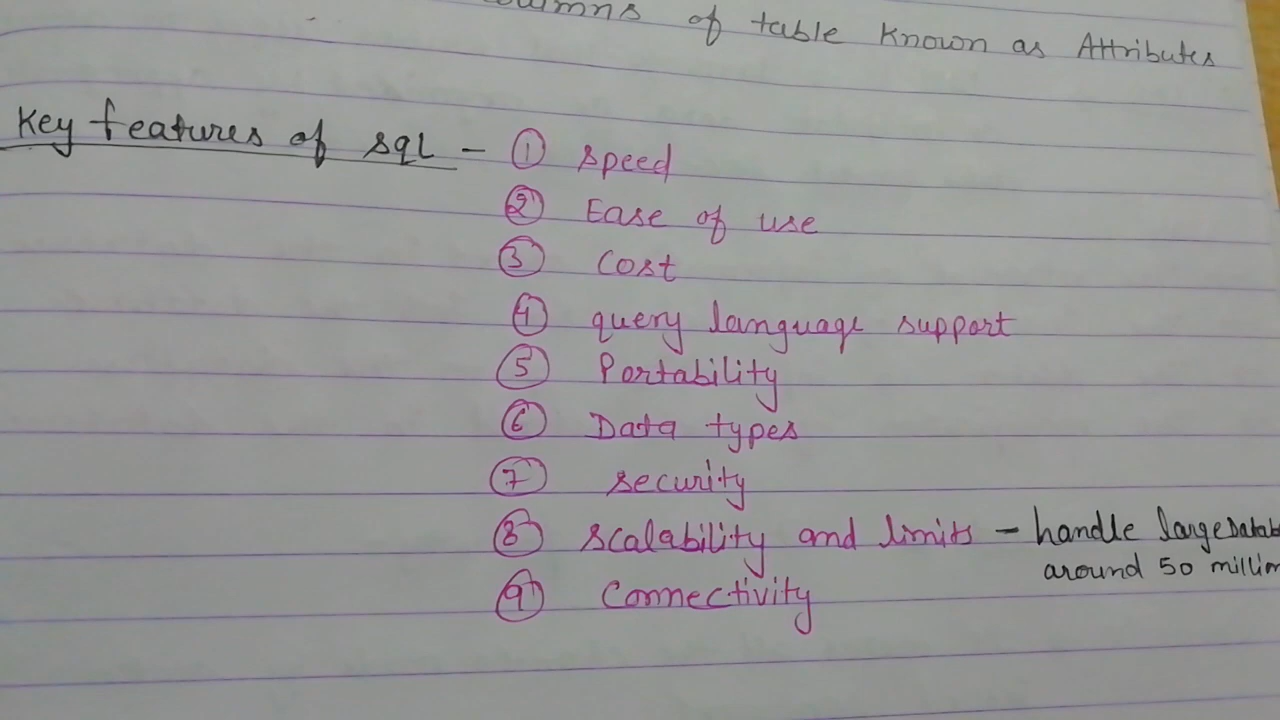 of table known as Attributes
Key features of sql - ① speed
② Ease of use
③ Cost
④ query language support
⑤ Portability
⑥ Data types
⑦ security
⑧ scalability and limits - handle large
around 50
⑨ Connectivity